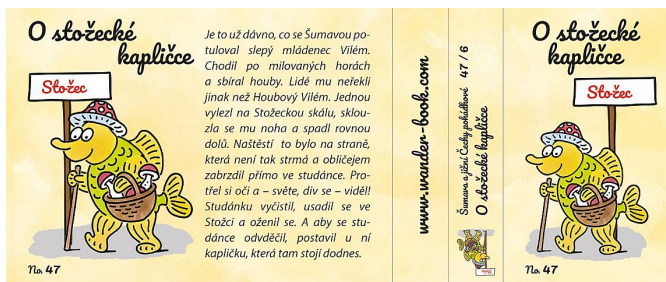 O stožecké
kapličce
Stožec
No. 47
Je to už dávno, co se Šumavou po-
tuloval slepý mládenec Vilém.
Chodil po milovaných horách
a sbíral houby. Lidé mu neřekli
jinak než Houbový Vilém. Jednou
vylezl na Stožeckou skálu, sklou-
zla se mu noha a spadl rovnou
dolů. Naštěstí to bylo na straně,
která není tak strmá a obličejem
zabrzdil přímo ve studánce. Pro-
třel si oči a – světe, div se – viděl!
Studánku vyčistil, usadil se ve
Stožci a oženil se. A aby se stu-
dánce odvděčil, postavil u ní
kapličku, která tam stojí dodnes.
www.wander-book.com
Šumava a jižní Čechy pohádkové 47 / 6
O stožecké kapličce
O stožecké
kapličce
Stožec
No. 47